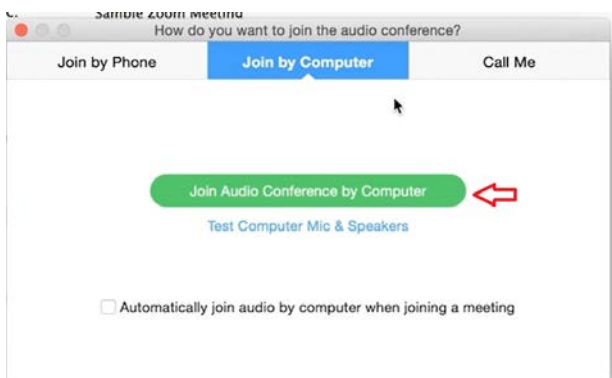 Sample Zoom Meeting
How do you want to join the audio conference?
Join by Phone Join by Computer Call Me
Join Audio Conference by Computer
Test Computer Mic & Speakers
Automatically join audio by computer when joining a meeting